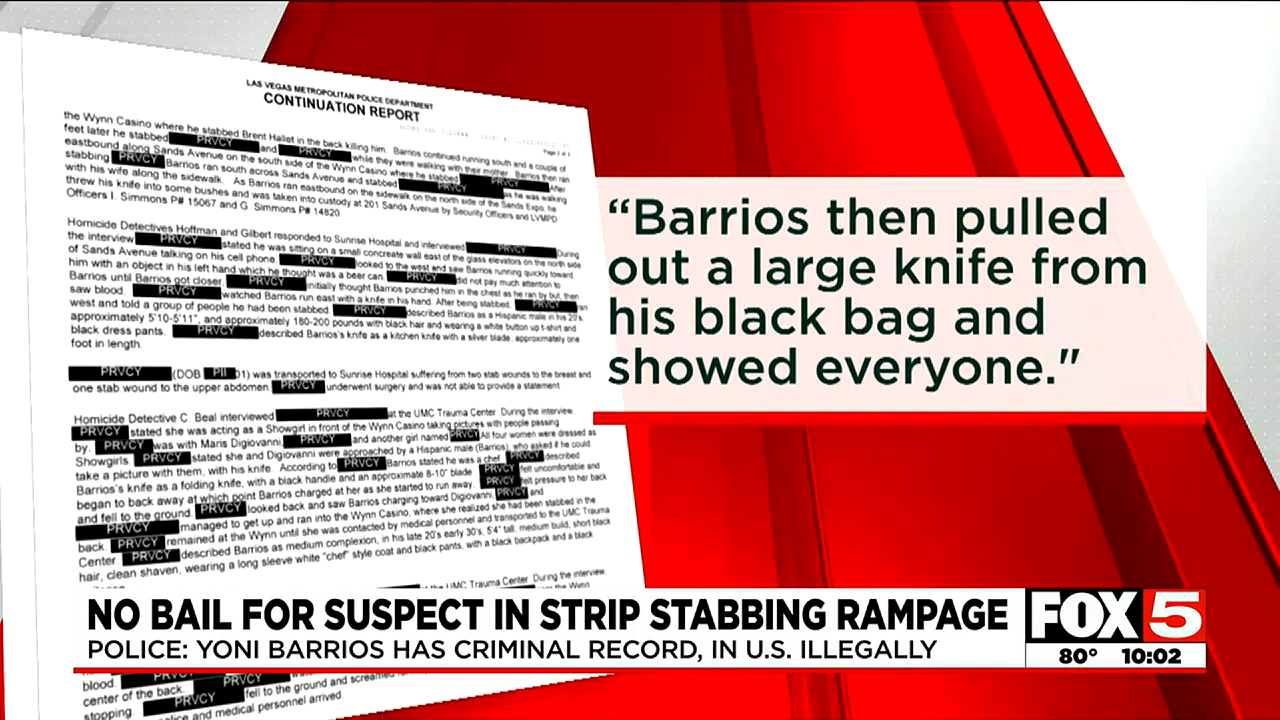 LAS VEGAS METROPOLITAN POLICE DEPARTMENT
CONTINUATION REPORT
Page 2 of 3
the Wynn Casino where he stabbed Brent Hallet in the back killing him. Barrios continued running south and a couple of
feet later he stabbed PRVCY and PRVCY while they were walking with their mother. Barrios then ran
eastbound along Sands Avenue on the south side of the Wynn Casino where he stabbed PRVCY After
stabbing PRVCY Barrios ran south across Sands Avenue and stabbed PRVCY as he was walking
with his wife along the sidewalk. As Barrios ran eastbound on the sidewalk on the north side of the Sands Expo, he
threw his knife into some bushes and was taken into custody at 201 Sands Avenue by Security Officers and LVMPD
Officers I. Simmons P# 15067 and G. Simmons P# 14820
Homicide Detectives Hoffman and Gilbert responded to Sunrise Hospital and interviewed PRVCY During
the interview PRVCY stated he was sitting on a small concreate wall east of the glass elevators on the north side
of Sands Avenue talking on his cell phone. PRVCY looked to the west and saw Barrios running quickly toward
him with an object in his left hand which he thought was a beer can. PRVCY did not pay much attention to
Barrios until Barrios got closer. PRVCY initially thought Barrios punched him in the chest as he ran by but, then
saw blood. PRVCY watched Barrios run east with a knife in his hand. After being stabbed, PRVCY ran
west and told a group of people he had been stabbed. PRVCY described Barrios as a Hispanic male in his 20's
approximately 5'10-5'11", and approximately 180-200 pounds with black hair and wearing a white button up t-shirt and
black dress pants. PRVCY described Barrios's knife as a kitchen knife with a silver blade, approximately one
foot in length.
PRVCY (DOB PII 01) was transported to Sunrise Hospital suffering from two stab wounds to the breast and
one stab wound to the upper abdomen. PRVCY underwent surgery and was not able to provide a statement
Homicide Detective C. Beal interviewed PRVCY at the UMC Trauma Center. During the interview,
PRVCY stated she was acting as a Showgirl in front of the Wynn Casino taking pictures with people passing
by. PRVCY was with Maris Digiovanni, PRVCY and another girl named PRVCY All four women were dressed as
Showgirls. PRVCY stated she and Digiovanni were approached by a Hispanic male (Barrios), who asked if he could
take a picture with them, with his knife. According to PRVCY Barrios stated he was a chef. PRVCY described
Barrios's knife as a folding knife, with a black handle and an approximate 8-10" blade. PRVCY felt uncomfortable and
began to back away at which point Barrios charged at her as she started to run away. PRVCY felt pressure to her back
and fell to the ground. PRVCY looked back and saw Barrios charging toward Digiovanni, PRVCY and
PRVCY managed to get up and ran into the Wynn Casino, where she realized she had been stabbed in the
back. PRVCY remained at the Wynn until she was contacted by medical personnel and transported to the UMC Trauma
Center. PRVCY described Barrios as medium complexion, in his late 20's early 30's, 5'4" tall, medium build, short black
hair, clean shaven, wearing a long sleeve white "chef" style coat and black pants, with a black backpack and a black
at the UMC Trauma Center. During the interview,
“Barrios then pulled
out a large knife from
his black bag and
showed everyone."
NO BAIL FOR SUSPECT IN STRIP STABBING RAMPAGE
POLICE: YONI BARRIOS HAS CRIMINAL RECORD, IN U.S. ILLEGALLY
FOX 5
80° 10:02
blood. PRVCY
center of the back. PRVCY fell to the ground and screamed
stopping. PRVCY police and medical personnel arrived.